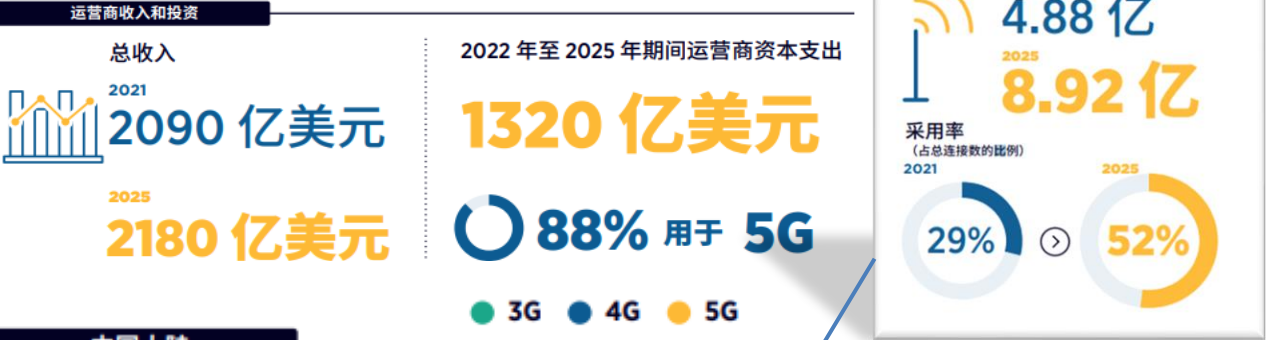 运营商收入和投资
总收入
2021
2090 亿美元
2025
2180 亿美元
2022 年至 2025 年期间运营商资本支出
1320 亿美元
88% 用于 5G
3G 4G 5G
4.88 亿
2025
8.92 亿
采用率
（占总连接数的比例）
2021
2025
29%
52%